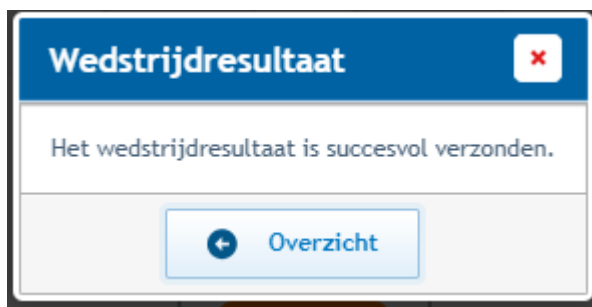 Wedstrijdresultaat
Het wedstrijdresultaat is succesvol verzonden.
Overzicht